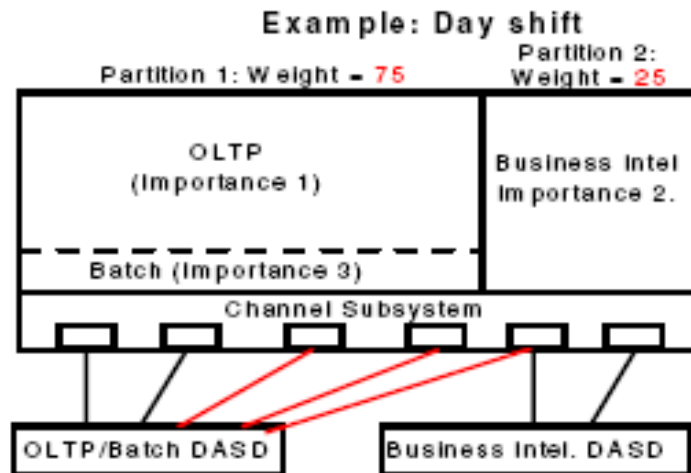 Example: Day shift
Partition 2:
Partition 1: Weight = 75
Weight = 25
OLTP
(Importance 1)
Business Intel
Importance 2.
Batch (Importance 3)
Channel Subsystem
OLTP/Batch DASD
Business Intel. DASD